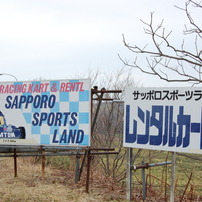 RACING KART & RENTL
SAPPORO
SPORTS
LAND
サッポロスポーツラ
レンタルカー